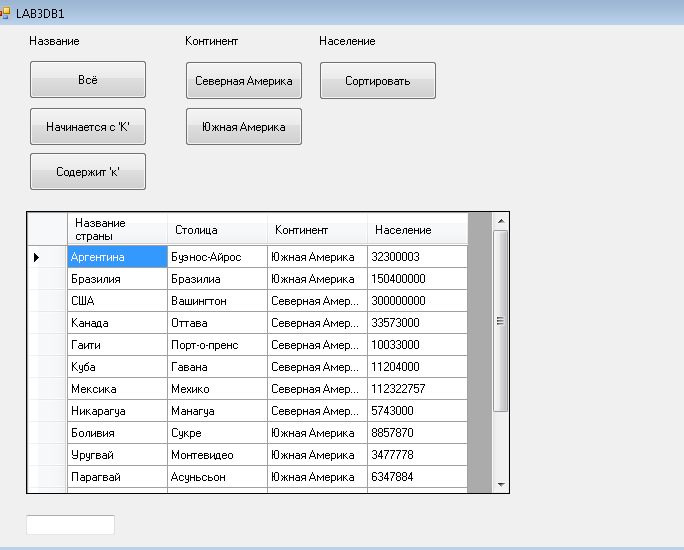 LAB3DB1
Название Континент Население
Всё Северная Америка Сортировать
Начинается с 'К' Южная Америка
Содержит 'к'
Название страны Столица Континент Население
Аргентина Буэнос-Айрос Южная Америка 32300003
Бразилия Бразилиа Южная Америка 150400000
США Вашингтон Северная Амер... 300000000
Канада Оттава Северная Амер... 33573000
Гаити Порт-о-пренс Северная Амер... 10033000
Куба Гавана Северная Амер... 11204000
Мексика Мехико Северная Амер... 112322757
Никарагуа Манагуа Северная Амер... 5743000
Боливия Сукре Южная Америка 8857870
Уругвай Монтевидео Южная Америка 3477778
Парагвай Асуньсьон Южная Америка 6347884